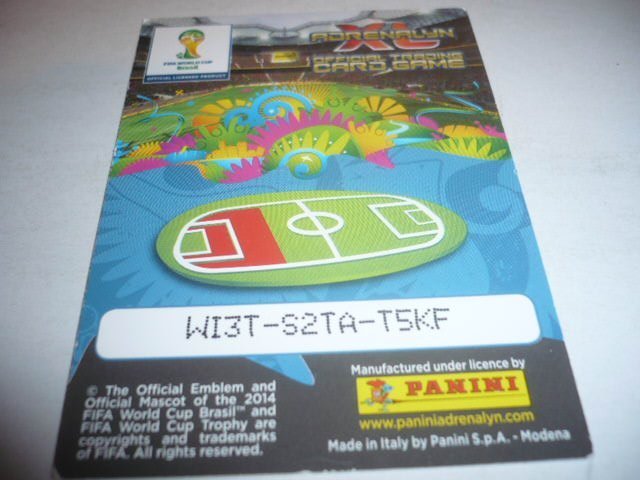 FIFA WORLD CUP
Brasil
OFFICIAL LICENSED PRODUCT
ADRENALYN
XL
OFFICIAL TRADING
CARD GAME
WI3T-S2TA-T5KF
© The Official Emblem and
Official Mascot of the 2014
FIFA World Cup Brasil™ and
FIFA World Cup Trophy are
copyrights and trademarks
of FIFA. All rights reserved.
Manufactured under licence by
PANINI
www.paniniadrenalyn.com
Made in Italy by Panini S.p.A. - Modena